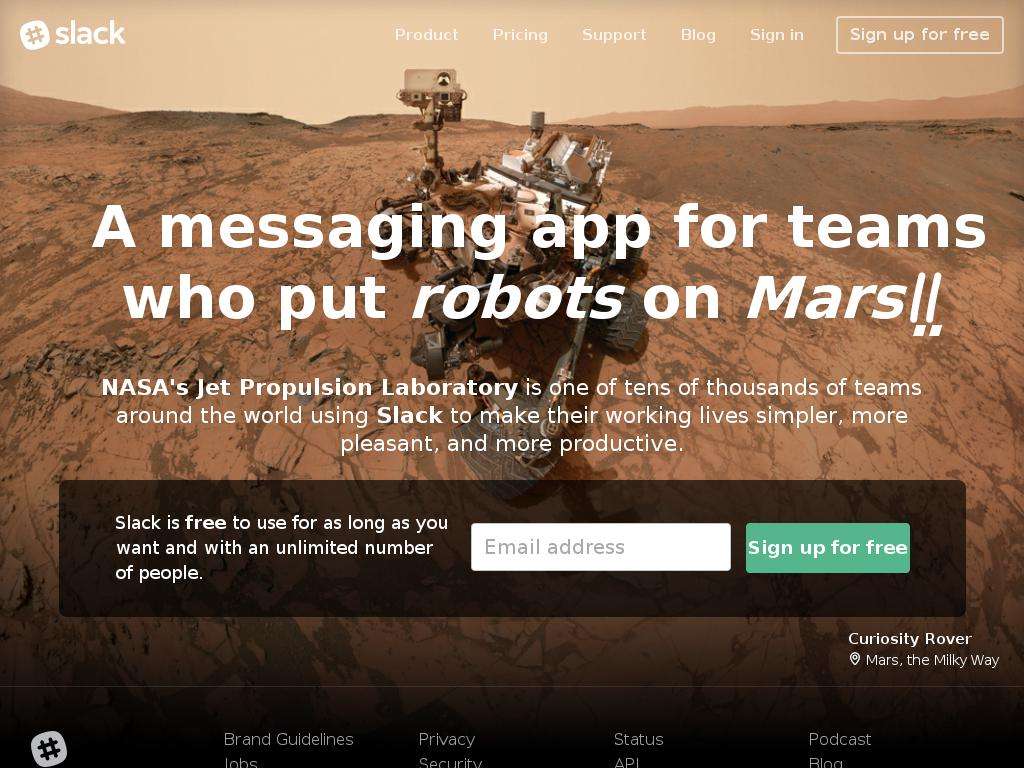 slack
Product Pricing Support Blog Sign in Sign up for free
A messaging app for teams
who put robots on Mars!!
NASA's Jet Propulsion Laboratory is one of tens of thousands of teams
around the world using Slack to make their working lives simpler, more
pleasant, and more productive.
Slack is free to use for as long as you
want and with an unlimited number
of people.
Email address
Sign up for free
Curiosity Rover
Mars, the Milky Way
Brand Guidelines Privacy Status Podcast
Jobs Security API Blog